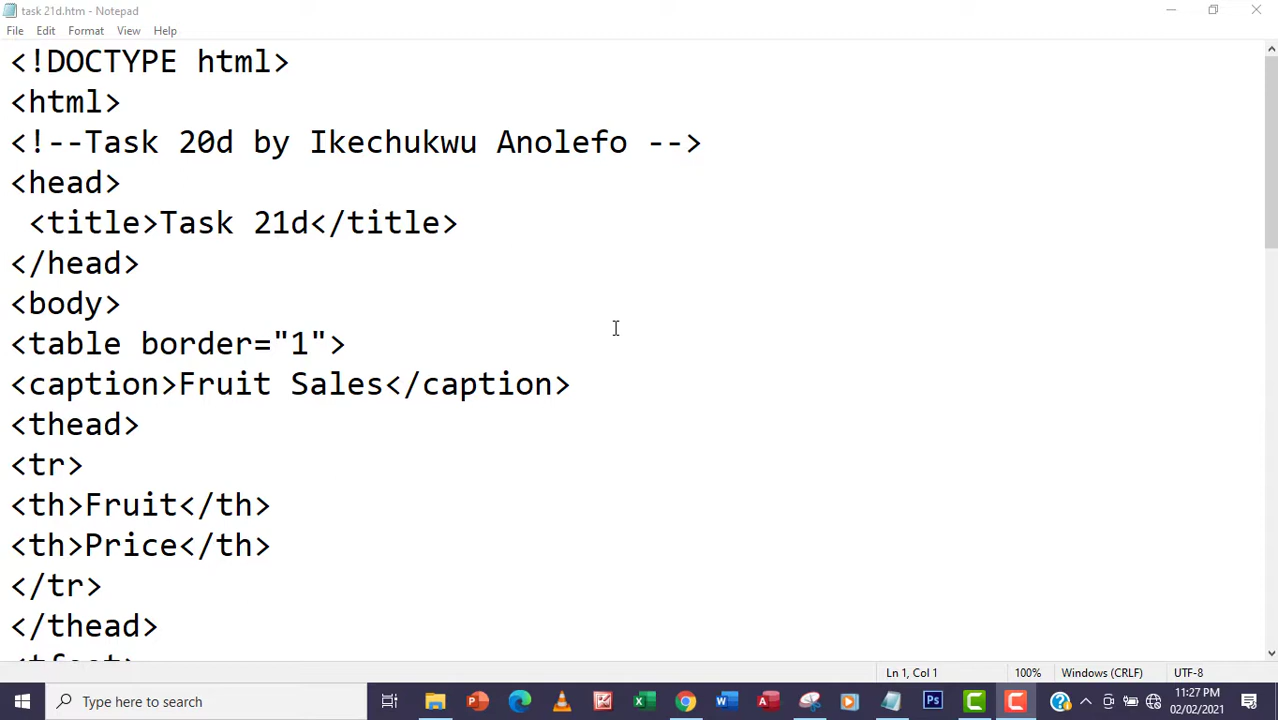 task 21d.htm - Notepad
File Edit Format View Help
<!DOCTYPE html>
<html>
<!--Task 20d by Ikechukwu Anolefo -->
<head>
 <title>Task 21d</title>
</head>
<body>
<table border="1">
<caption>Fruit Sales</caption>
<thead>
<tr>
<th>Fruit</th>
<th>Price</th>
</tr>
</thead>
<tfoot>
Ln 1, Col 1 100% Windows (CRLF) UTF-8
Type here to search
11:27 PM
02/02/2021